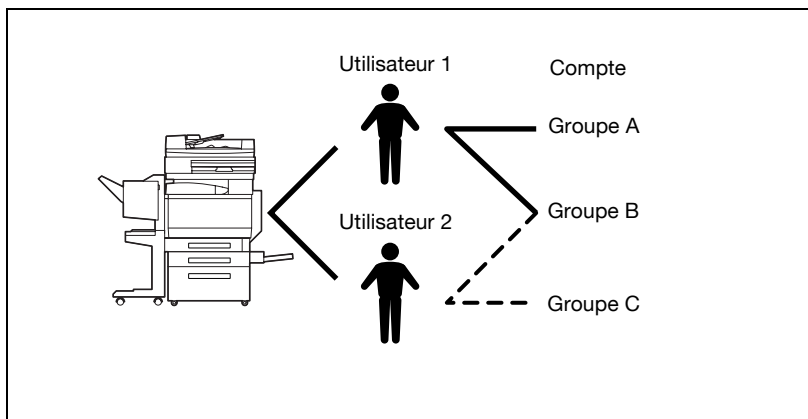 Utilisateur 1
Compte
Groupe A
Groupe B
Utilisateur 2
Groupe C